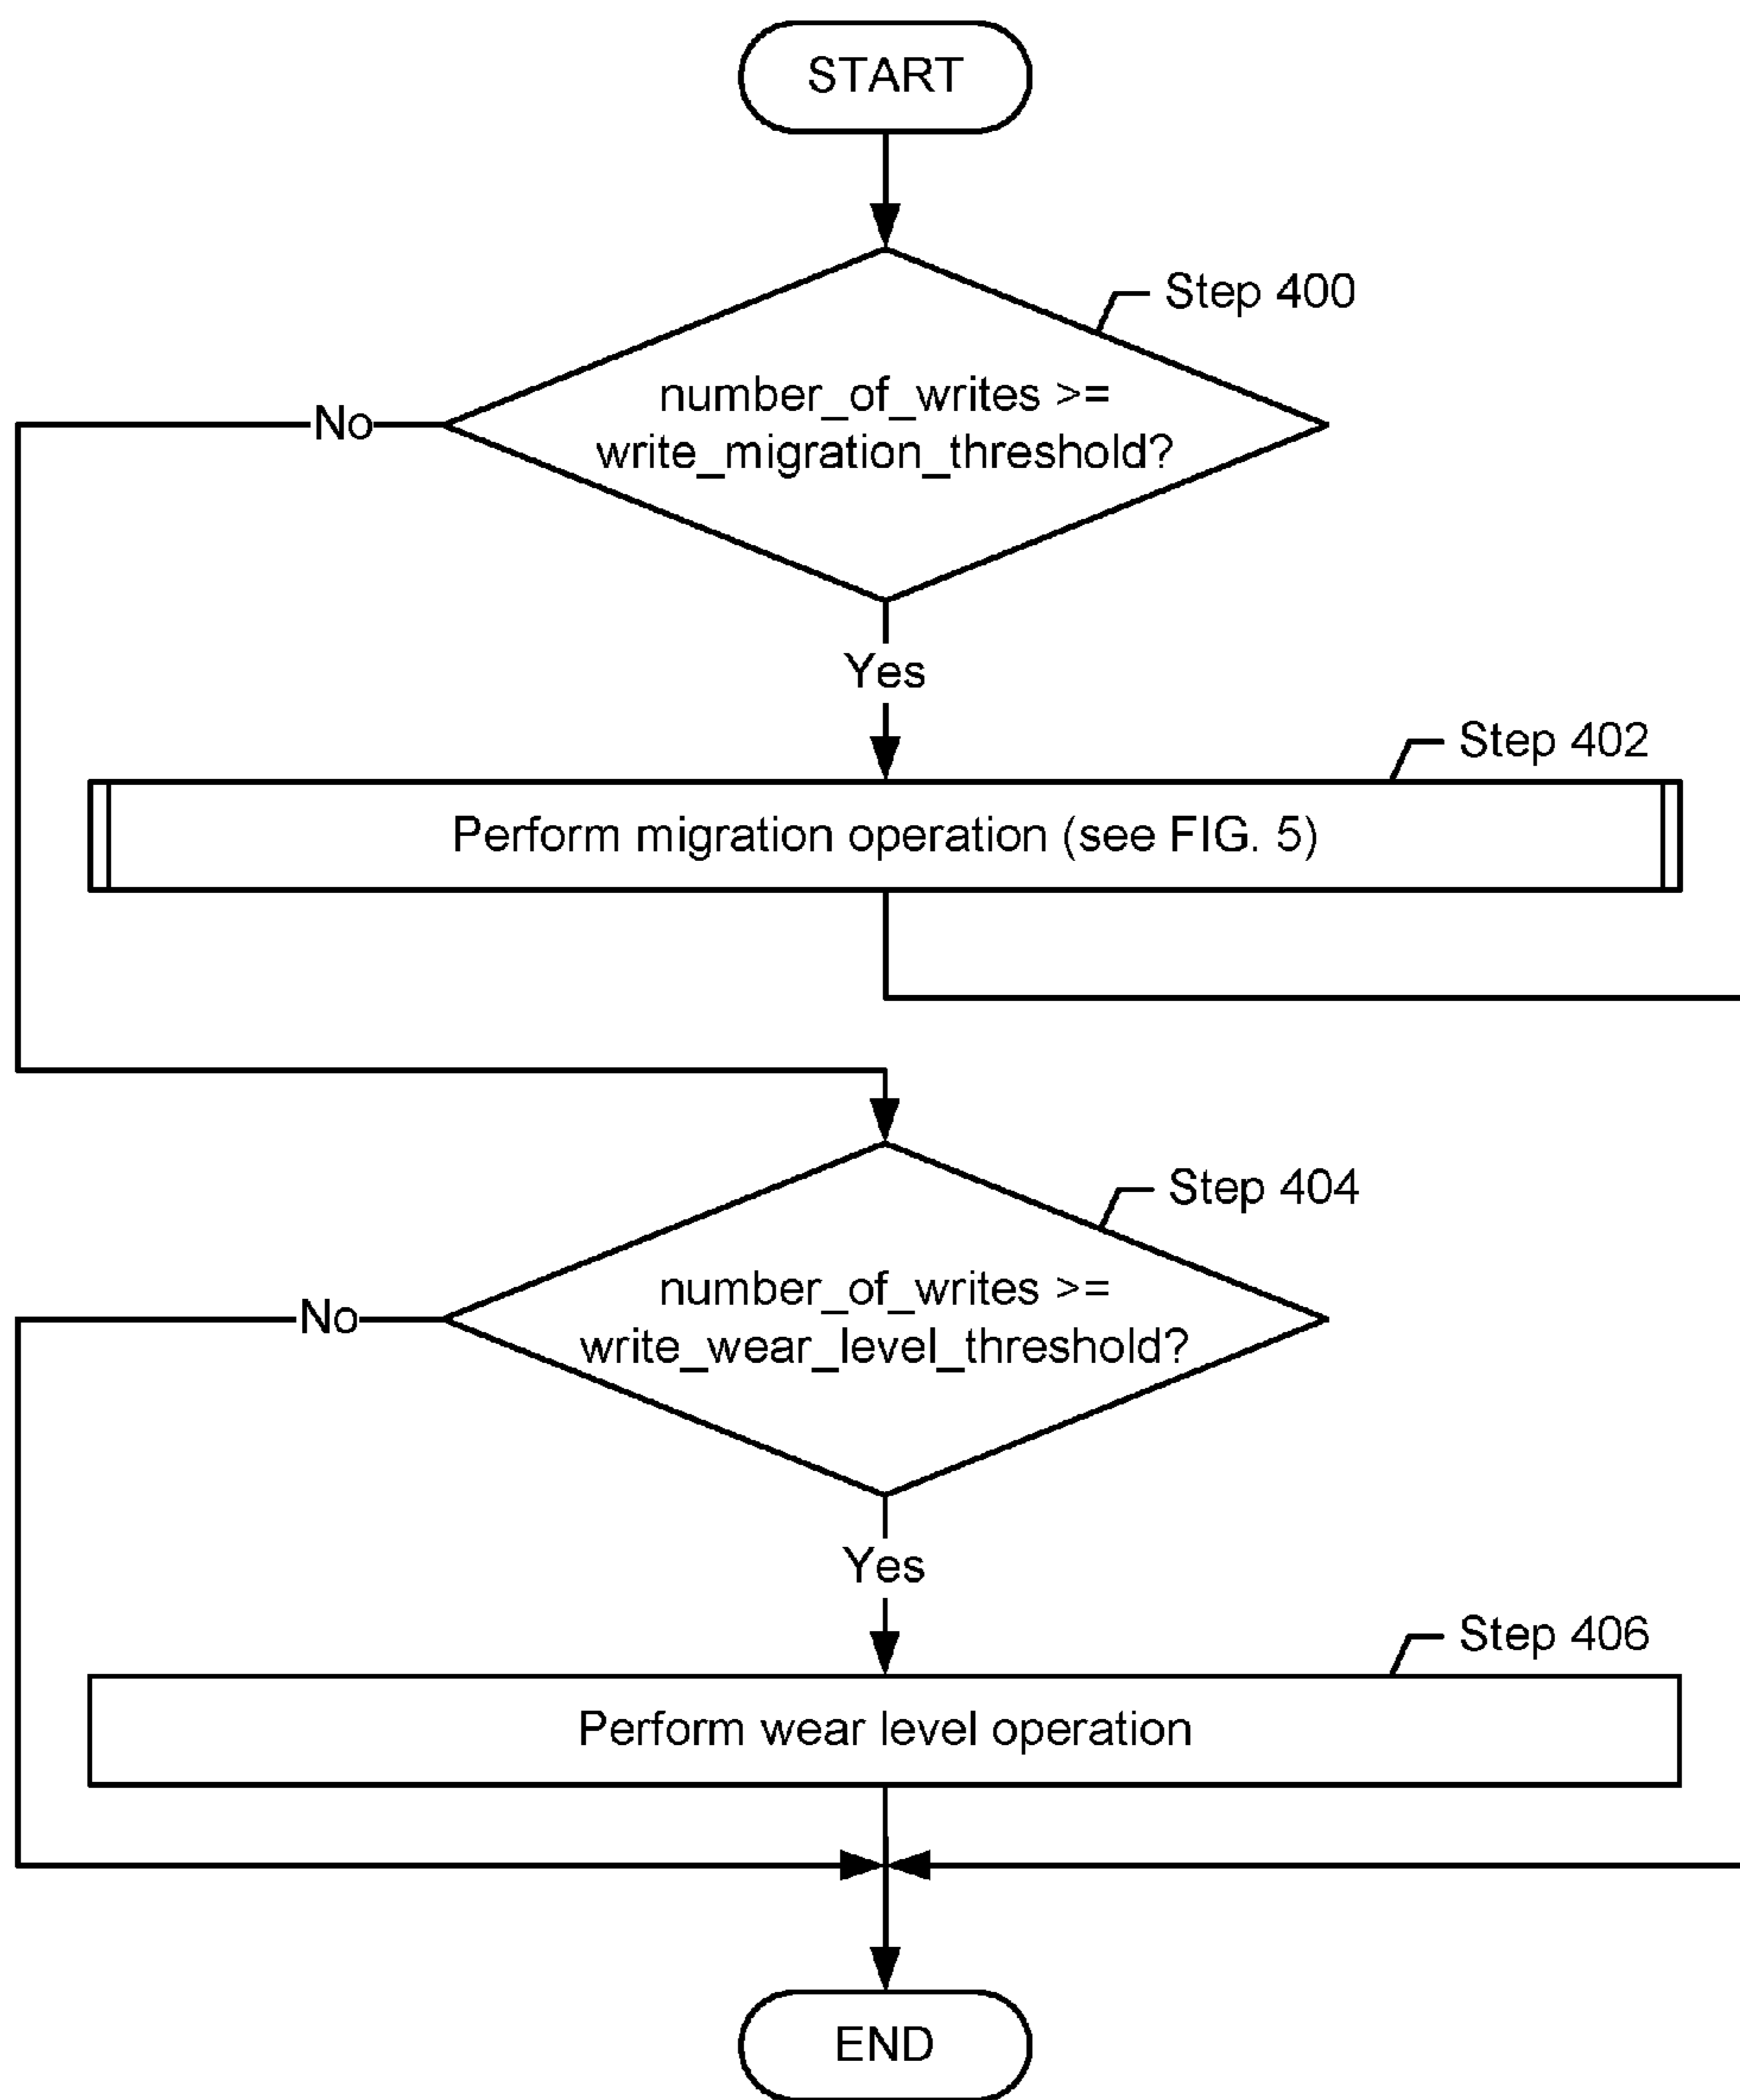 START
Step 400
number_of_writes >=
write_migration_threshold?
No
Yes
Step 402
Perform migration operation (see FIG. 5)
Step 404
number_of_writes >=
write_wear_level_threshold?
No
Yes
Step 406
Perform wear level operation
END